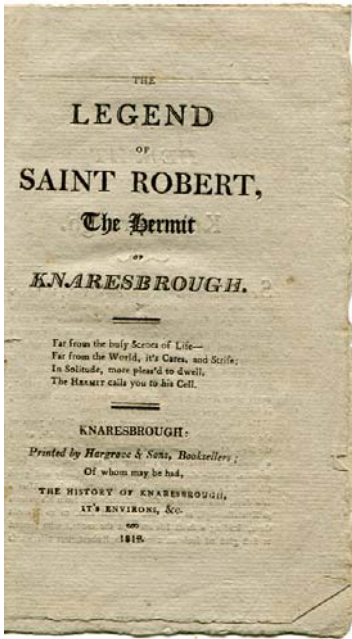 THE
LEGEND
OF
SAINT ROBERT,
The Hermit
OF
KNARESBROUGH.
Far from the busy Scenes of Life—
Far from the World, it's Cares, and Strife;
In Solitude, more pleas'd to dwell,
The HERMIT calls you to his Cell.
KNARESBROUGH:
Printed by Hargrove & Sons, Booksellers;
Of whom may be had,
THE HISTORY OF KNARESBROUGH,
IT'S ENVIRONS, &c.
1819.